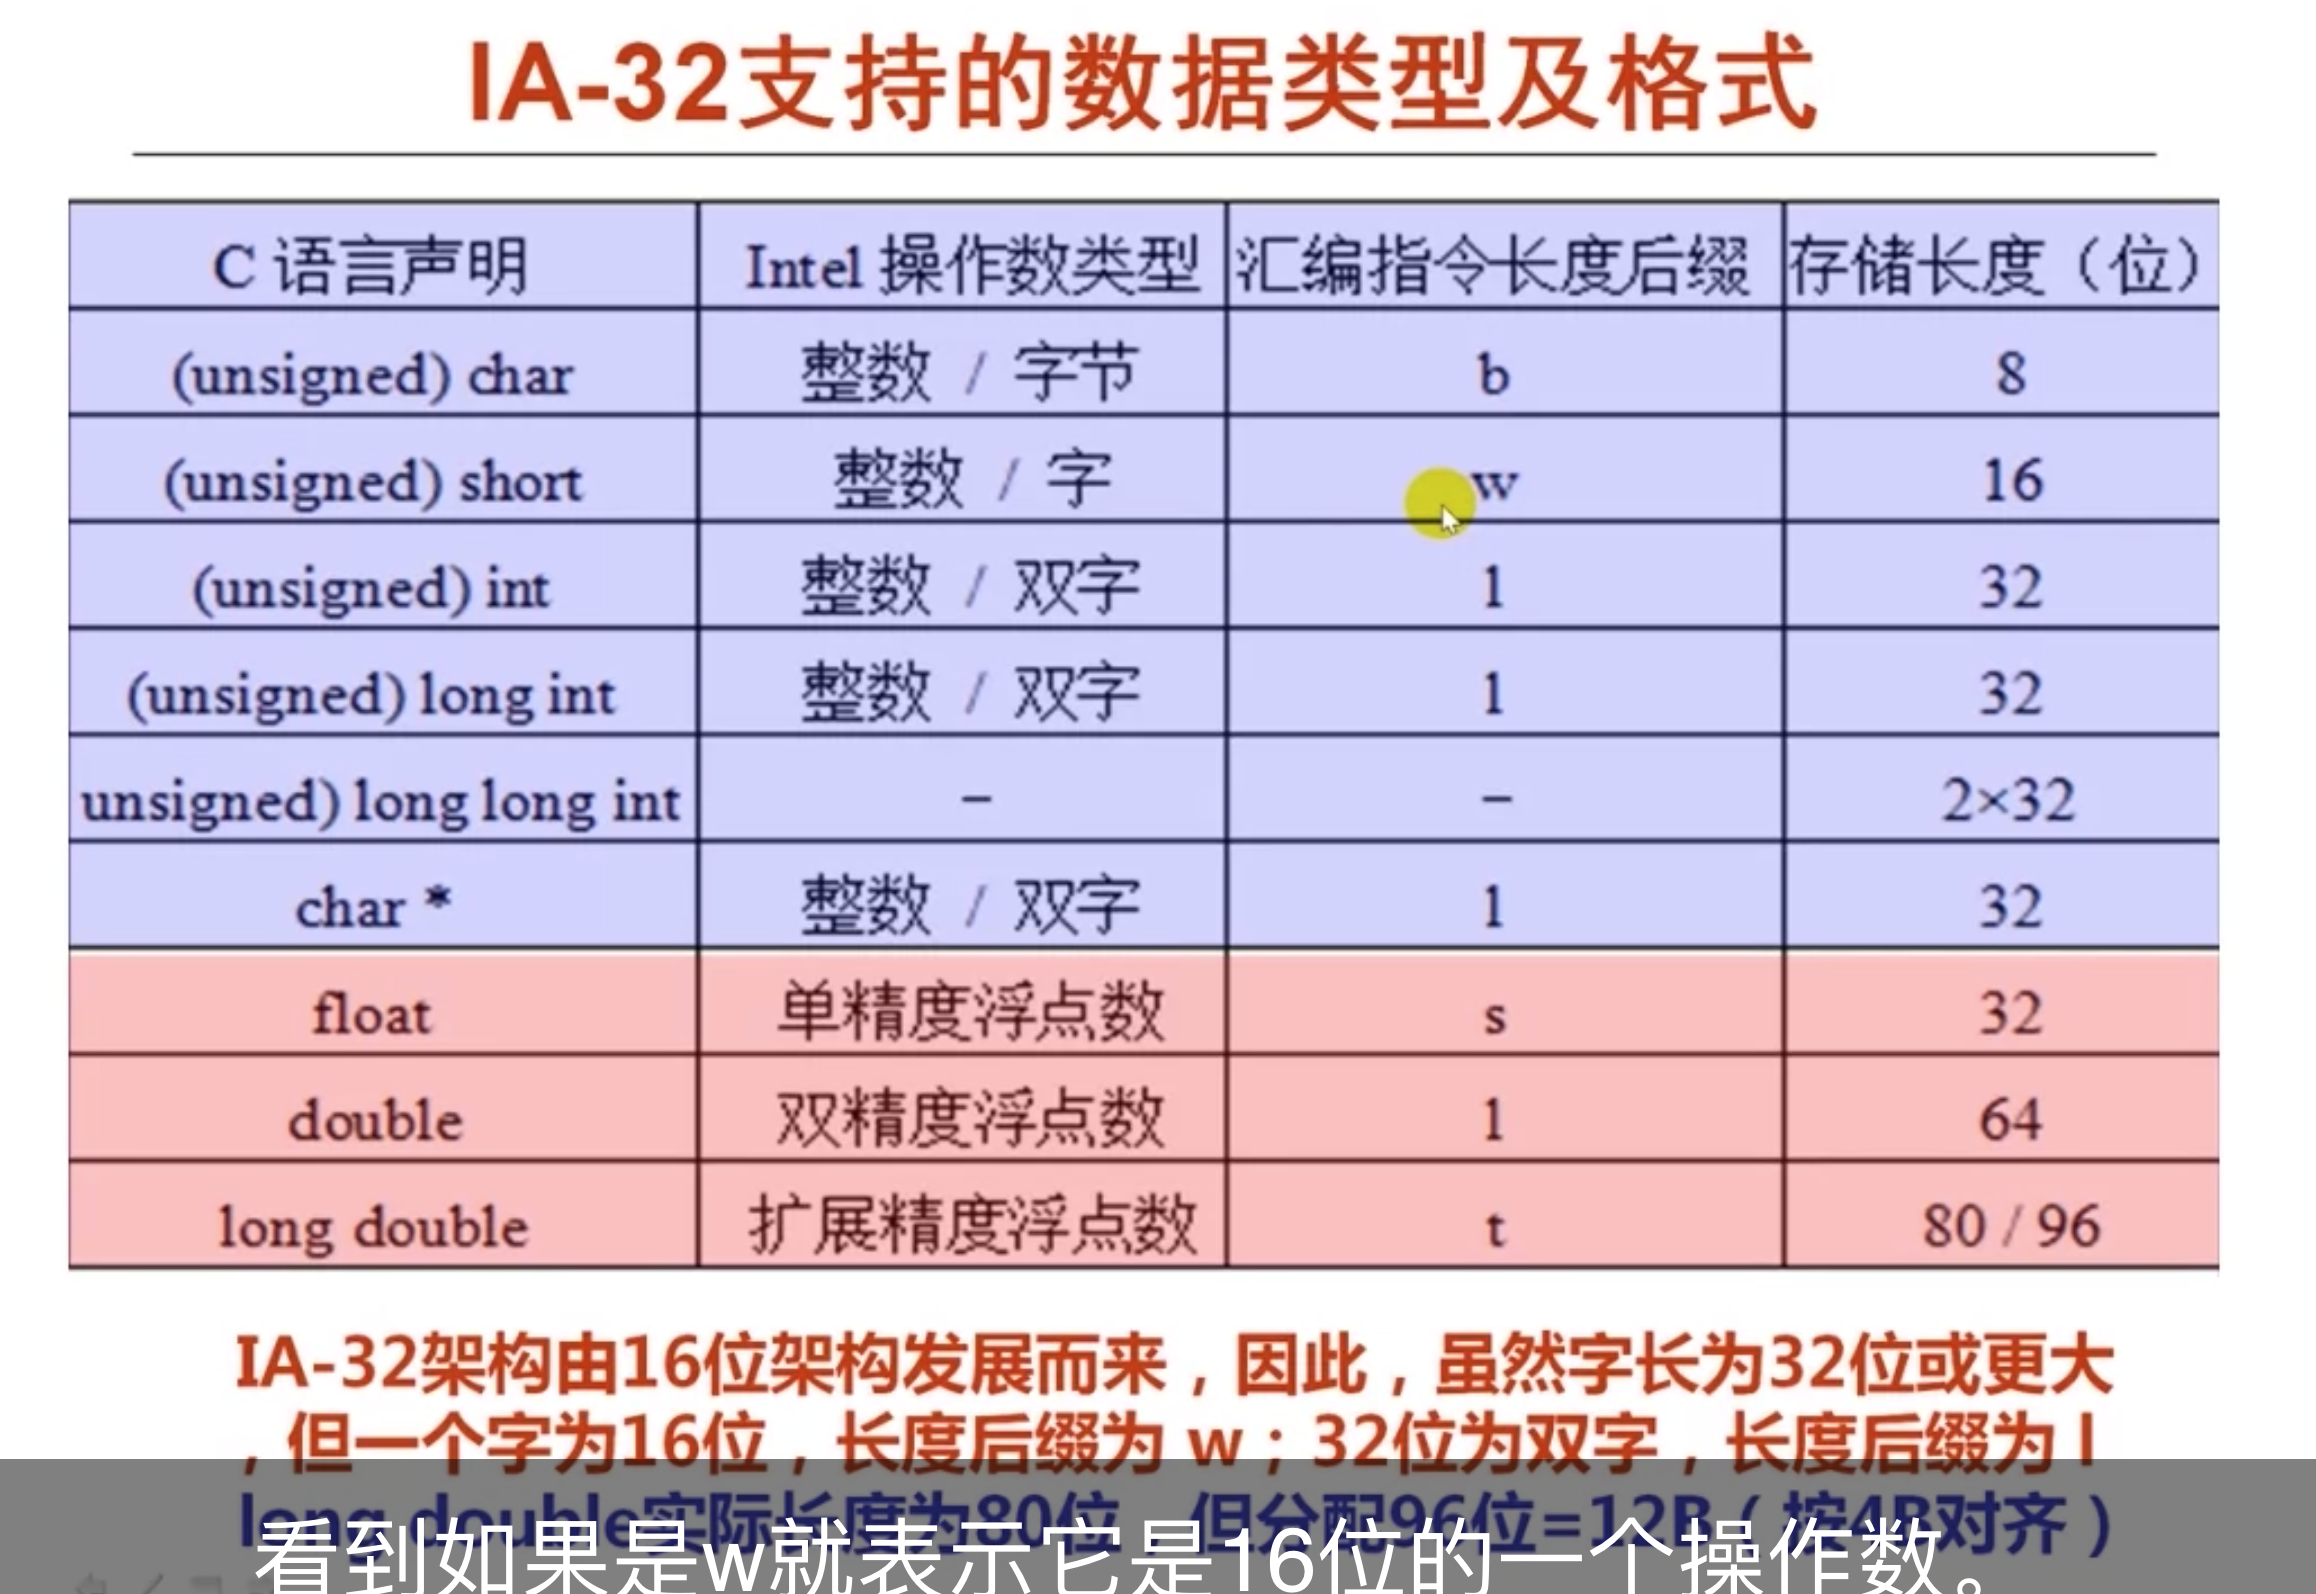 IA-32支持的数据类型及格式
C 语言声明 Intel 操作数类型 汇编指令长度后缀 存储长度（位）
(unsigned) char 整数 / 字节 b 8
(unsigned) short 整数 / 字 w 16
(unsigned) int 整数 / 双字 l 32
(unsigned) long int 整数 / 双字 l 32
unsigned) long long int – – 2×32
char * 整数 / 双字 l 32
float 单精度浮点数 s 32
double 双精度浮点数 l 64
long double 扩展精度浮点数 t 80 / 96
IA-32架构由16位架构发展而来，因此，虽然字长为32位或更大
，但一个字为16位，长度后缀为 w；32位为双字，长度后缀为 l
long double实际长度为80位，但分配96位=12B（按4B对齐）
看到如果是w就表示它是16位的一个操作数。